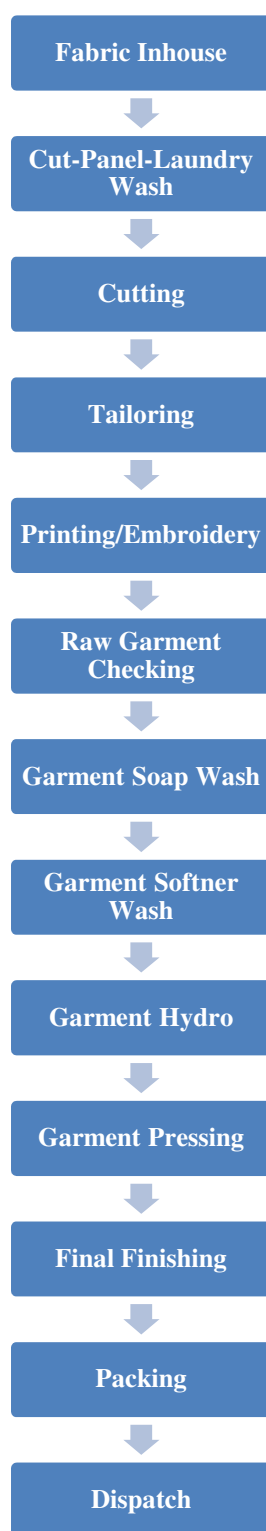 Fabric Inhouse
Cut-Panel-Laundry
Wash
Cutting
Tailoring
Printing/Embroidery
Raw Garment
Checking
Garment Soap Wash
Garment Softner
Wash
Garment Hydro
Garment Pressing
Final Finishing
Packing
Dispatch